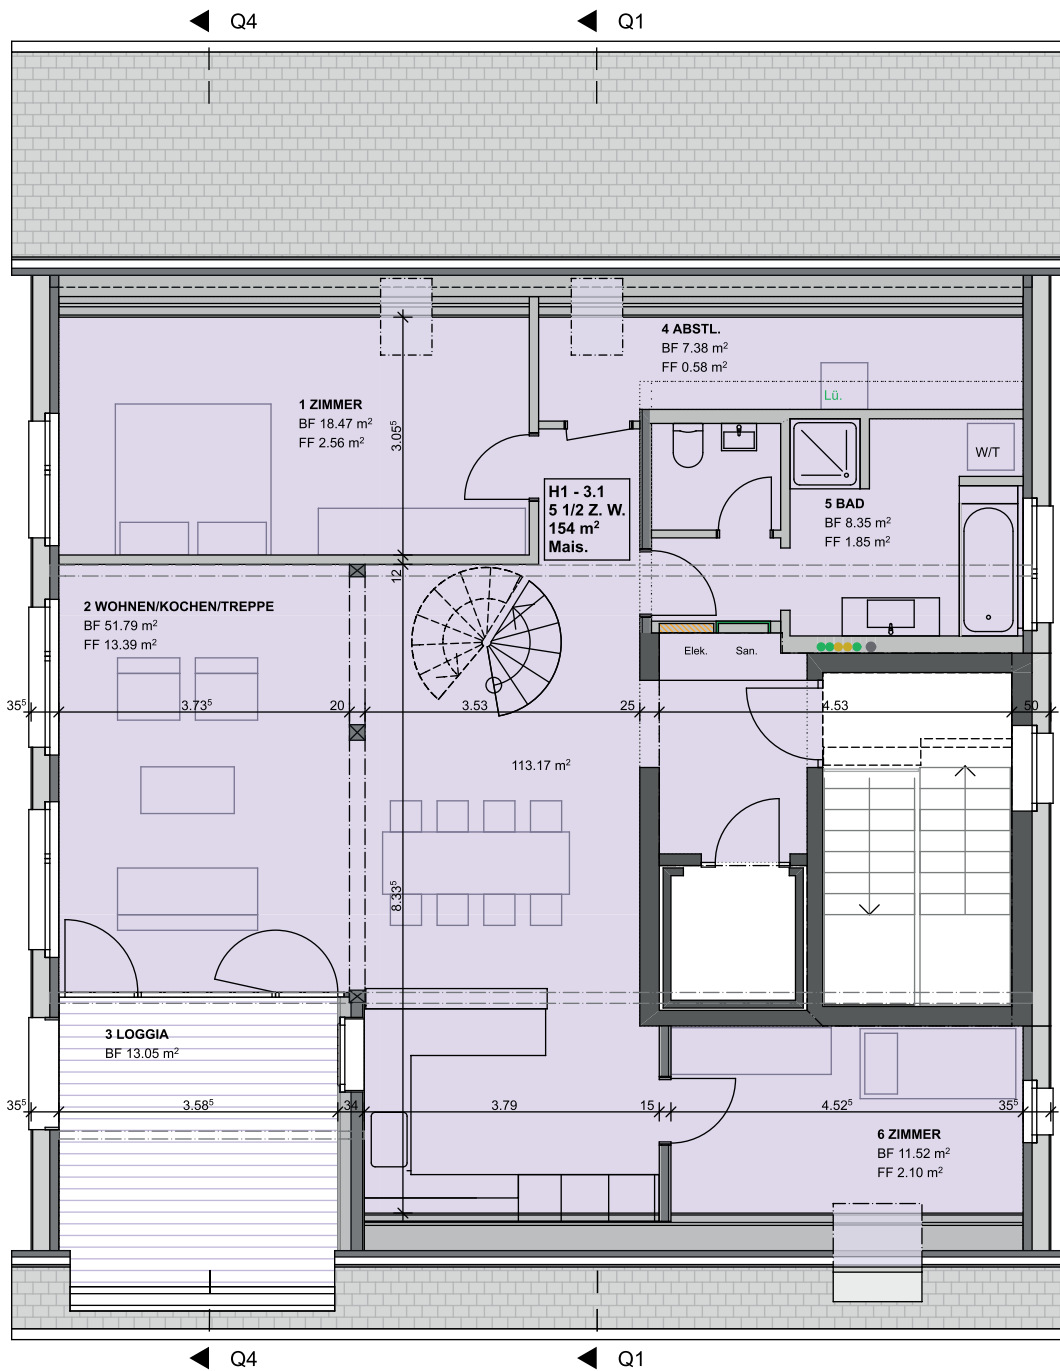 Q4
Q1
4 ABSTL.
BF 7.38 m²
FF 0.58 m²
Lü.
1 ZIMMER
BF 18.47 m²
FF 2.56 m²
3.05⁵
W/T
H1 - 3.1
5 1/2 Z. W.
154 m²
Mais.
5 BAD
BF 8.35 m²
FF 1.85 m²
12
2 WOHNEN/KOCHEN/TREPPE
BF 51.79 m²
FF 13.39 m²
Elek.
San.
35⁵
3.73⁵
20
3.53
25
4.53
50
113.17 m²
8.33⁵
3 LOGGIA
BF 13.05 m²
35⁵
3.58⁵
34
3.79
15
4.52⁵
35⁵
6 ZIMMER
BF 11.52 m²
FF 2.10 m²
Q4
Q1